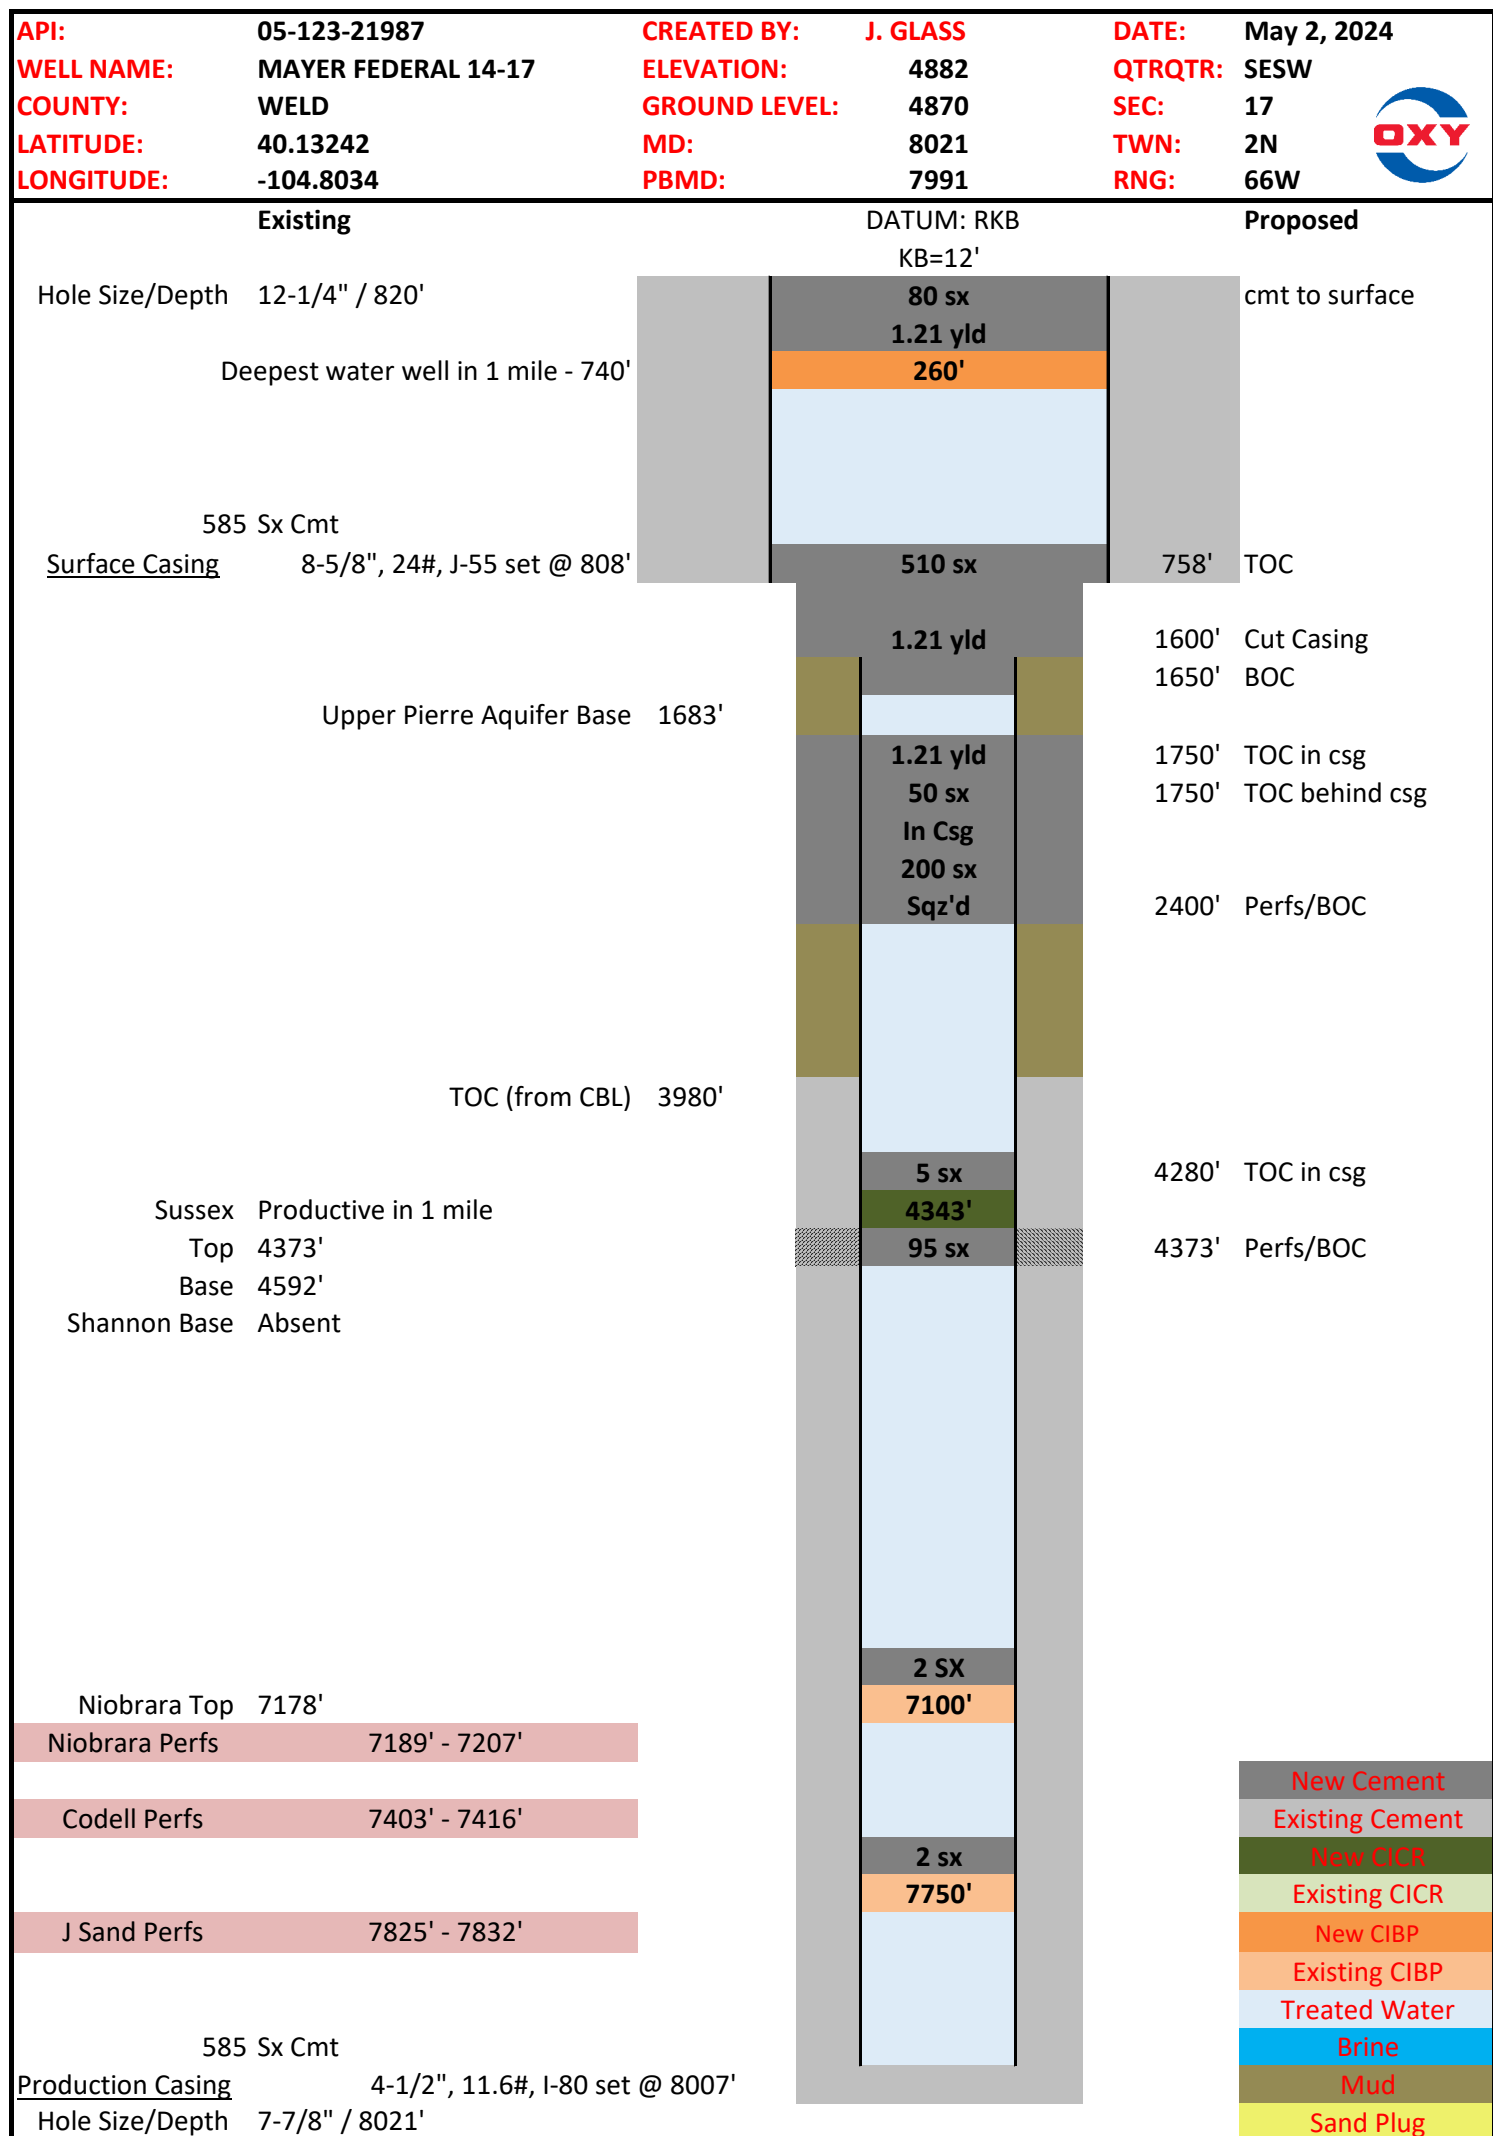 API: 05-123-21987 CREATED BY: J. GLASS DATE: May 2, 2024
WELL NAME: MAYER FEDERAL 14-17 ELEVATION: 4882 QTRQTR: SESW
COUNTY: WELD GROUND LEVEL: 4870 SEC: 17
LATITUDE: 40.13242 MD: 8021 TWN: 2N
OXY
LONGITUDE: -104.8034 PBMD: 7991 RNG: 66W
Existing DATUM: RKB Proposed
KB=12'
Hole Size/Depth 12-1/4" / 820' 80 sx cmt to surface
1.21 yld
Deepest water well in 1 mile - 740' 260'
585 Sx Cmt
Surface Casing 8-5/8", 24#, J-55 set @ 808' 510 sx 758' TOC
1.21 yld 1600' Cut Casing
1650' BOC
Upper Pierre Aquifer Base 1683'
1.21 yld 1750' TOC in csg
50 sx 1750' TOC behind csg
In Csg
200 sx
Sqz'd 2400' Perfs/BOC
TOC (from CBL) 3980'
5 sx 4280' TOC in csg
Sussex Productive in 1 mile 4343'
Top 4373' 95 sx 4373' Perfs/BOC
Base 4592'
Shannon Base Absent
2 SX
Niobrara Top 7178' 7100'
Niobrara Perfs 7189' - 7207'
New Cement
Codell Perfs 7403' - 7416' Existing Cement
2 sx New CICR
7750' Existing CICR
J Sand Perfs 7825' - 7832' New CIBP
Existing CIBP
Treated Water
585 Sx Cmt Brine
Production Casing 4-1/2", 11.6#, I-80 set @ 8007' Mud
Hole Size/Depth 7-7/8" / 8021' Sand Plug